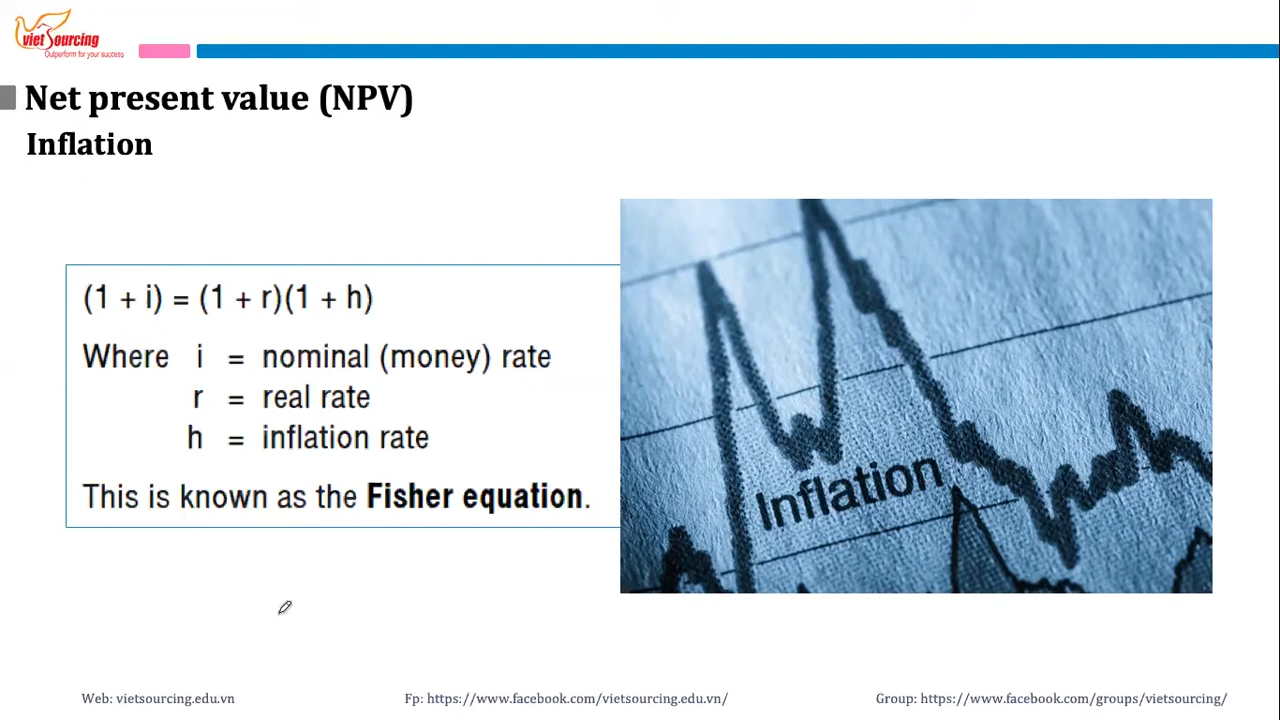 viet Sourcing
Outperform for your success
Net present value (NPV)
Inflation
(1 + i) = (1 + r)(1 + h)
Where i = nominal (money) rate
r = real rate
h = inflation rate
This is known as the Fisher equation.
Inflation
Web: vietsourcing.edu.vn
Fp: https://www.facebook.com/vietsourcing.edu.vn/
Group: https://www.facebook.com/groups/vietsourcing/